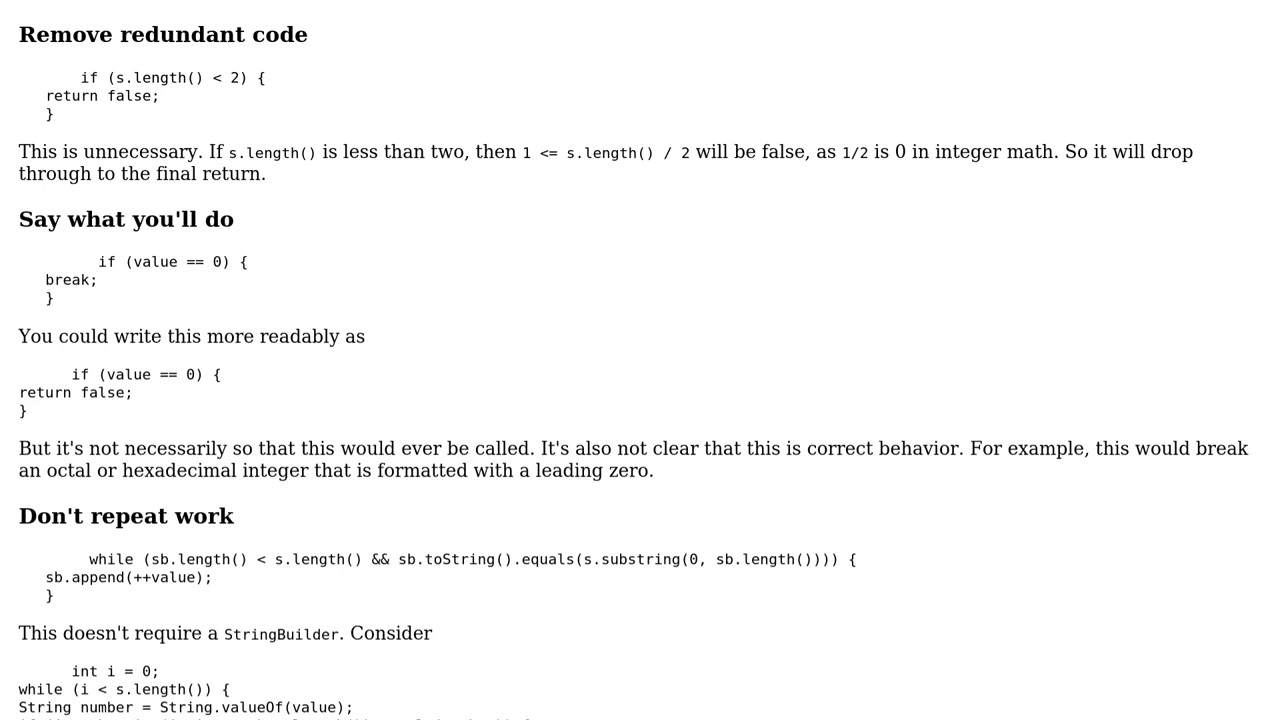 Remove redundant code
if (s.length() < 2) {
return false;
}
This is unnecessary. If s.length() is less than two, then 1 <= s.length() / 2 will be false, as 1/2 is 0 in integer math. So it will drop
through to the final return.
Say what you'll do
if (value == 0) {
break;
}
You could write this more readably as
if (value == 0) {
return false;
}
But it's not necessarily so that this would ever be called. It's also not clear that this is correct behavior. For example, this would break
an octal or hexadecimal integer that is formatted with a leading zero.
Don't repeat work
while (sb.length() < s.length() && sb.toString().equals(s.substring(0, sb.length()))) {
sb.append(++value);
}
This doesn't require a StringBuilder. Consider
int i = 0;
while (i < s.length()) {
String number = String.valueOf(value);